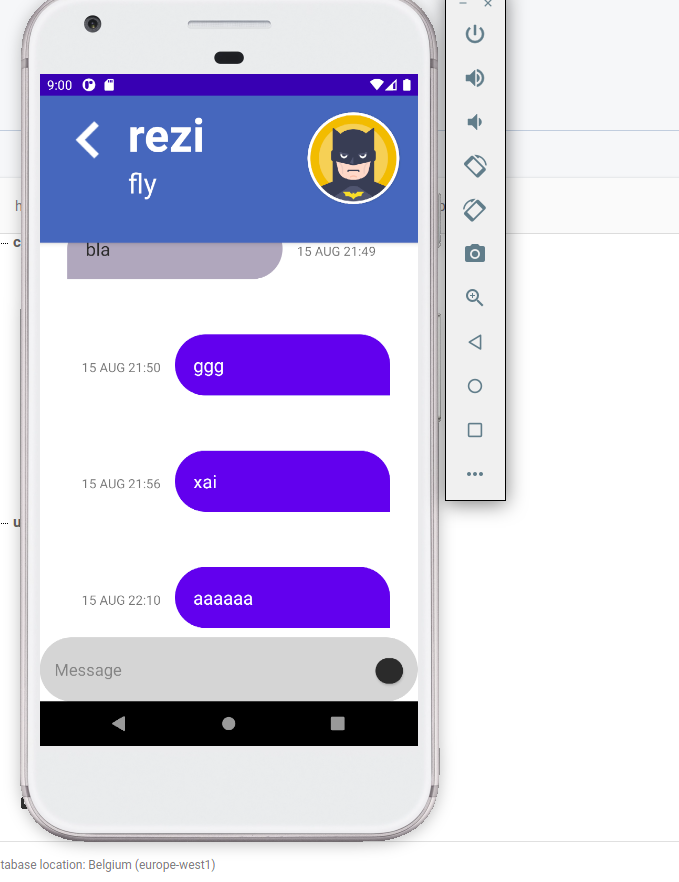 9:00
rezi
fly
bla
15 AUG 21:49
15 AUG 21:50
ggg
15 AUG 21:56
xai
15 AUG 22:10
aaaaaa
Message
tabase location: Belgium (europe-west1)